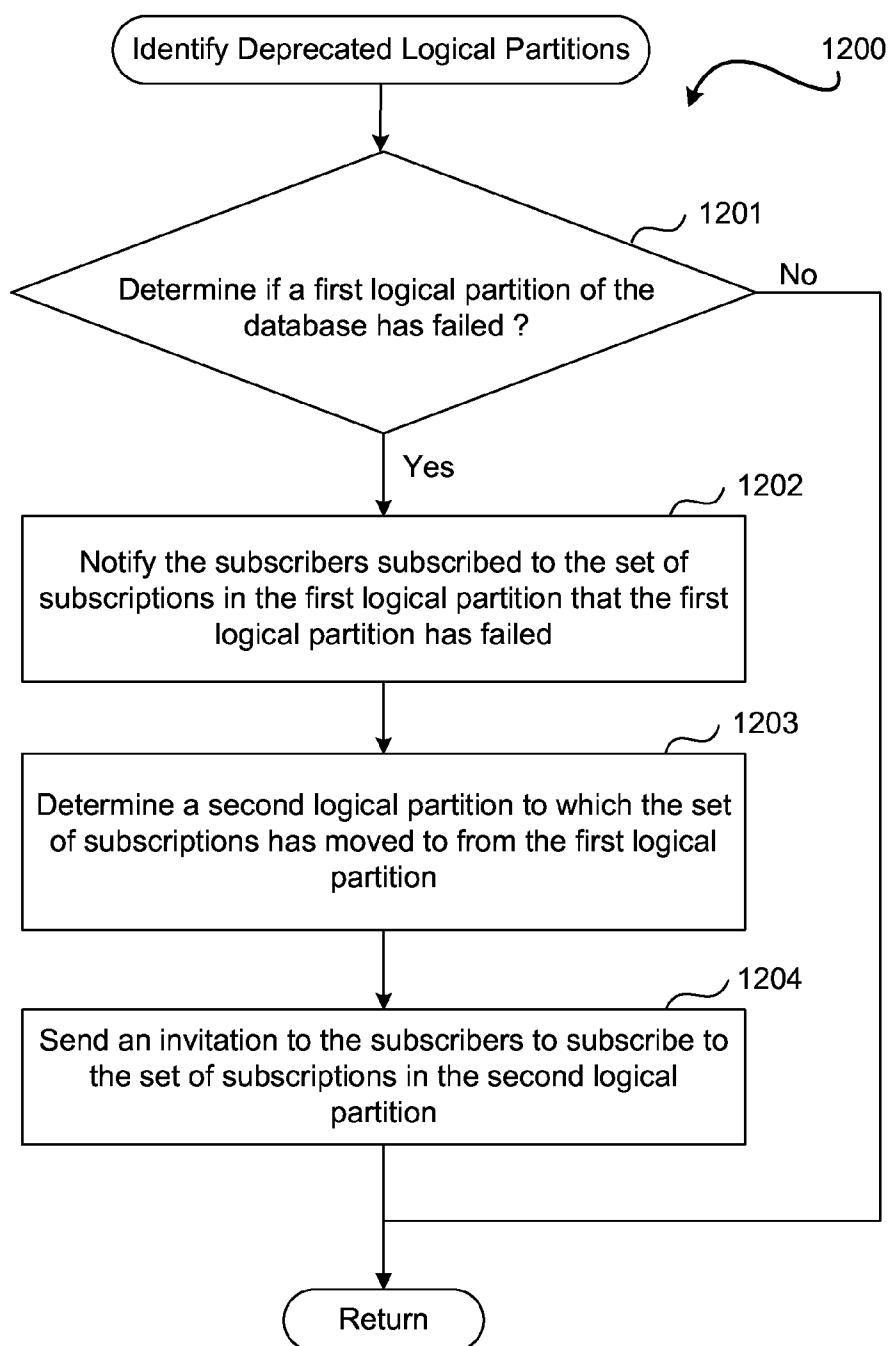 Identify Deprecated Logical Partitions
1200
1201
Determine if a first logical partition of the
database has failed ?
No
Yes
1202
Notify the subscribers subscribed to the set of
subscriptions in the first logical partition that the first
logical partition has failed
1203
Determine a second logical partition to which the set
of subscriptions has moved to from the first logical
partition
1204
Send an invitation to the subscribers to subscribe to
the set of subscriptions in the second logical
partition
Return